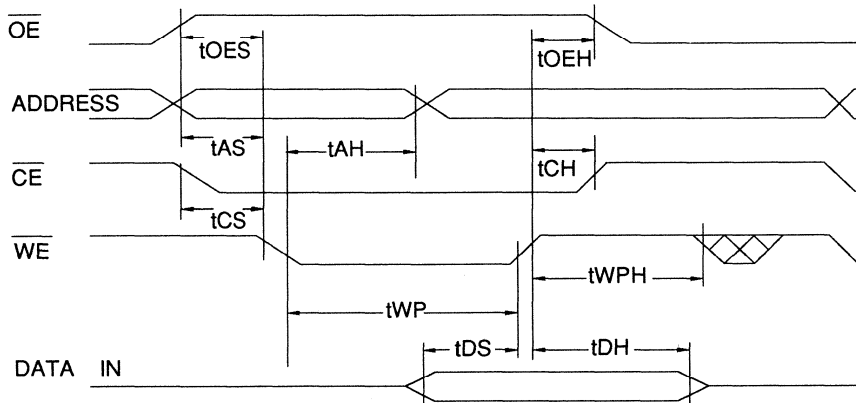 OE
tOES
tOEH
ADDRESS
tAS
tAH
tCH
CE
tCS
WE
tWPH
tWP
tDS
tDH
DATA IN